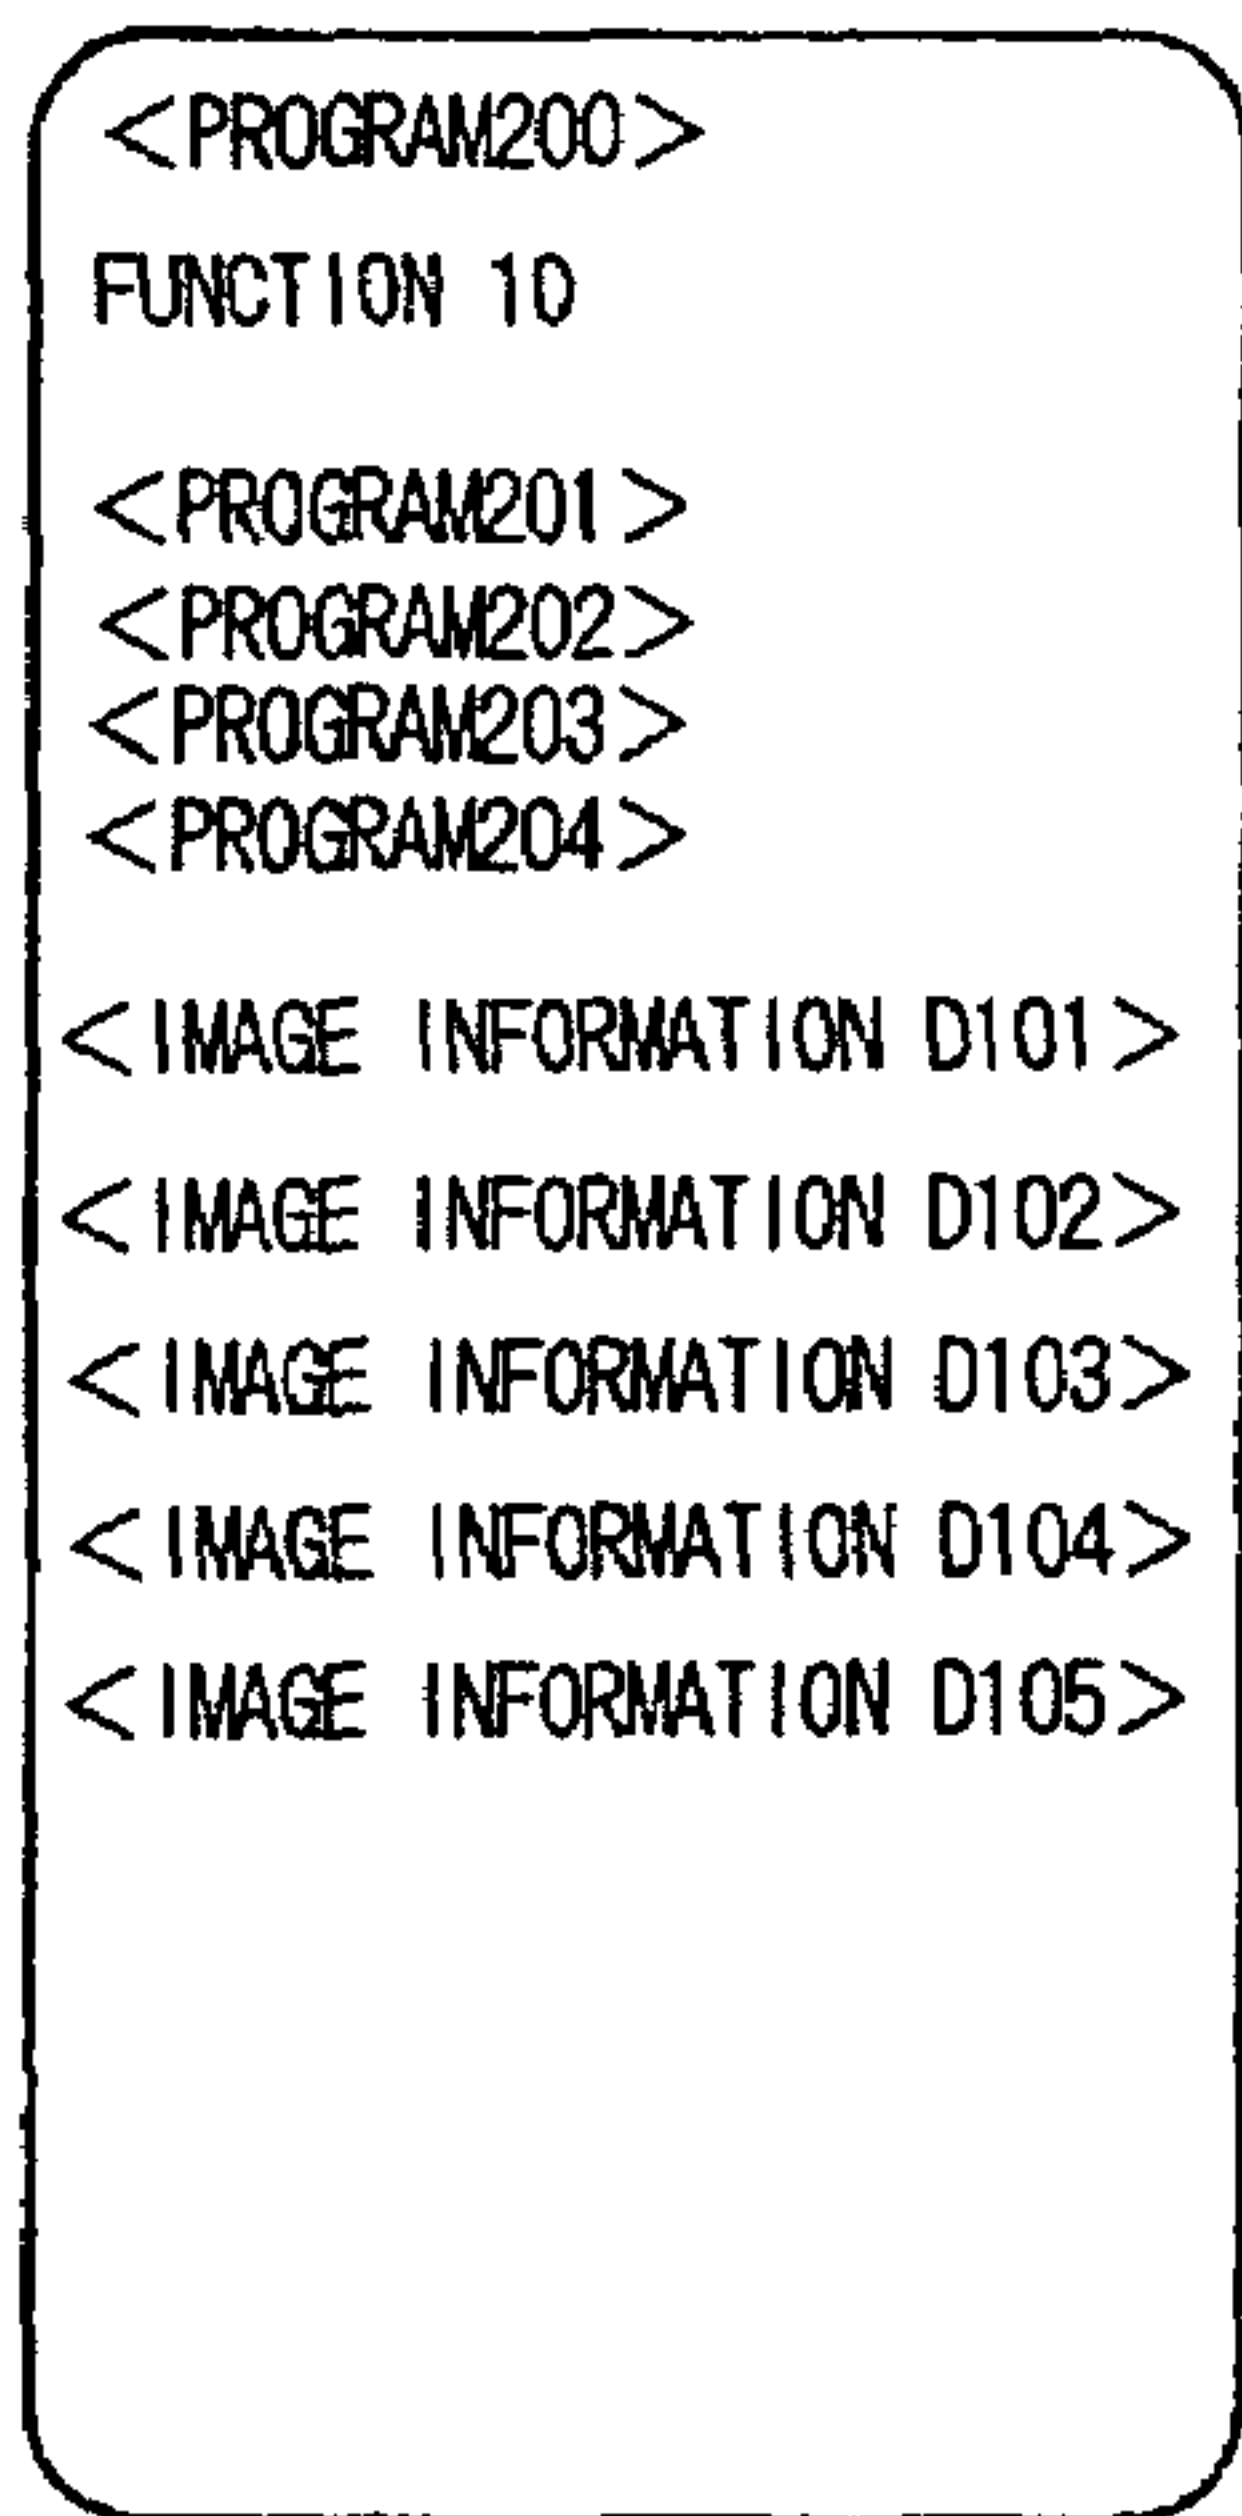 <PROGRAM200>
FUNCTION 10
<PROGRAM201>
<PROGRAM202>
<PROGRAM203>
<PROGRAM204>
<IMAGE INFORMATION D101>
<IMAGE INFORMATION D102>
<IMAGE INFORMATION D103>
<IMAGE INFORMATION D104>
<IMAGE INFORMATION D105>